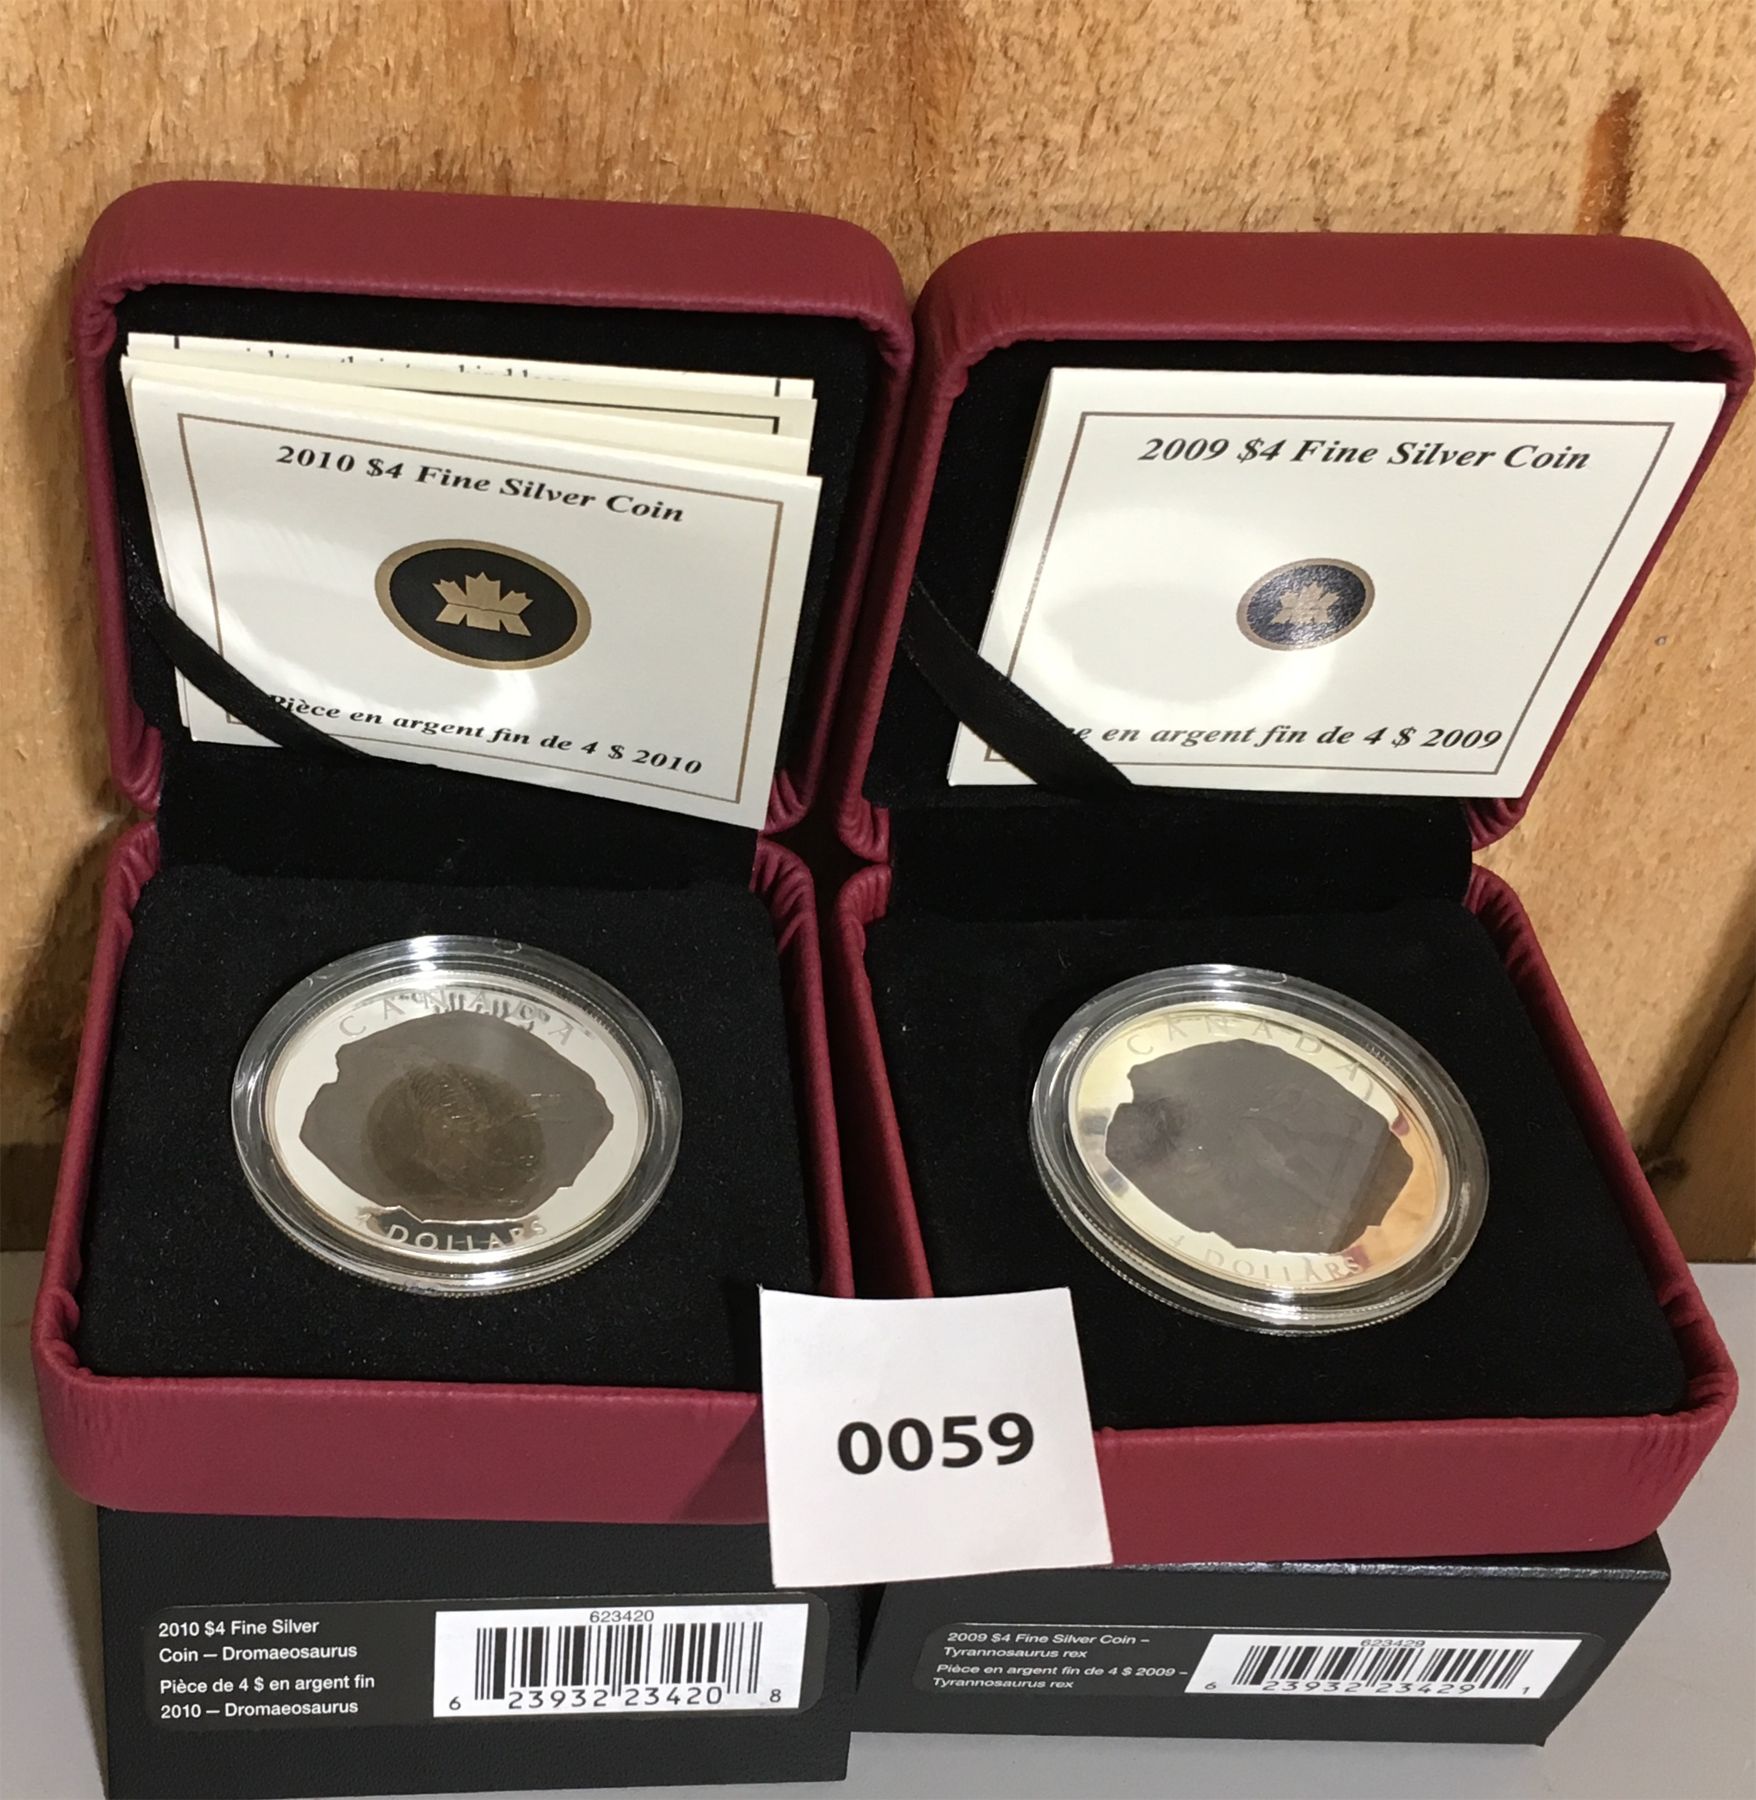 2010 $4 Fine Silver Coin
Pièce en argent fin de 4 $ 2010
2009 $4 Fine Silver Coin
en argent fin de 4 $ 2009
CANADA
4 DOLLARS
CANADA
4 DOLLARS
0059
2010 $4 Fine Silver
Coin — Dromaeosaurus
Pièce de 4 $ en argent fin
2010 — Dromaeosaurus
623420
6 23932 23420 8
2009 $4 Fine Silver Coin –
Tyrannosaurus rex
Pièce en argent fin de 4 $ 2009 –
Tyrannosaurus rex
623429
6 23932 23429 1